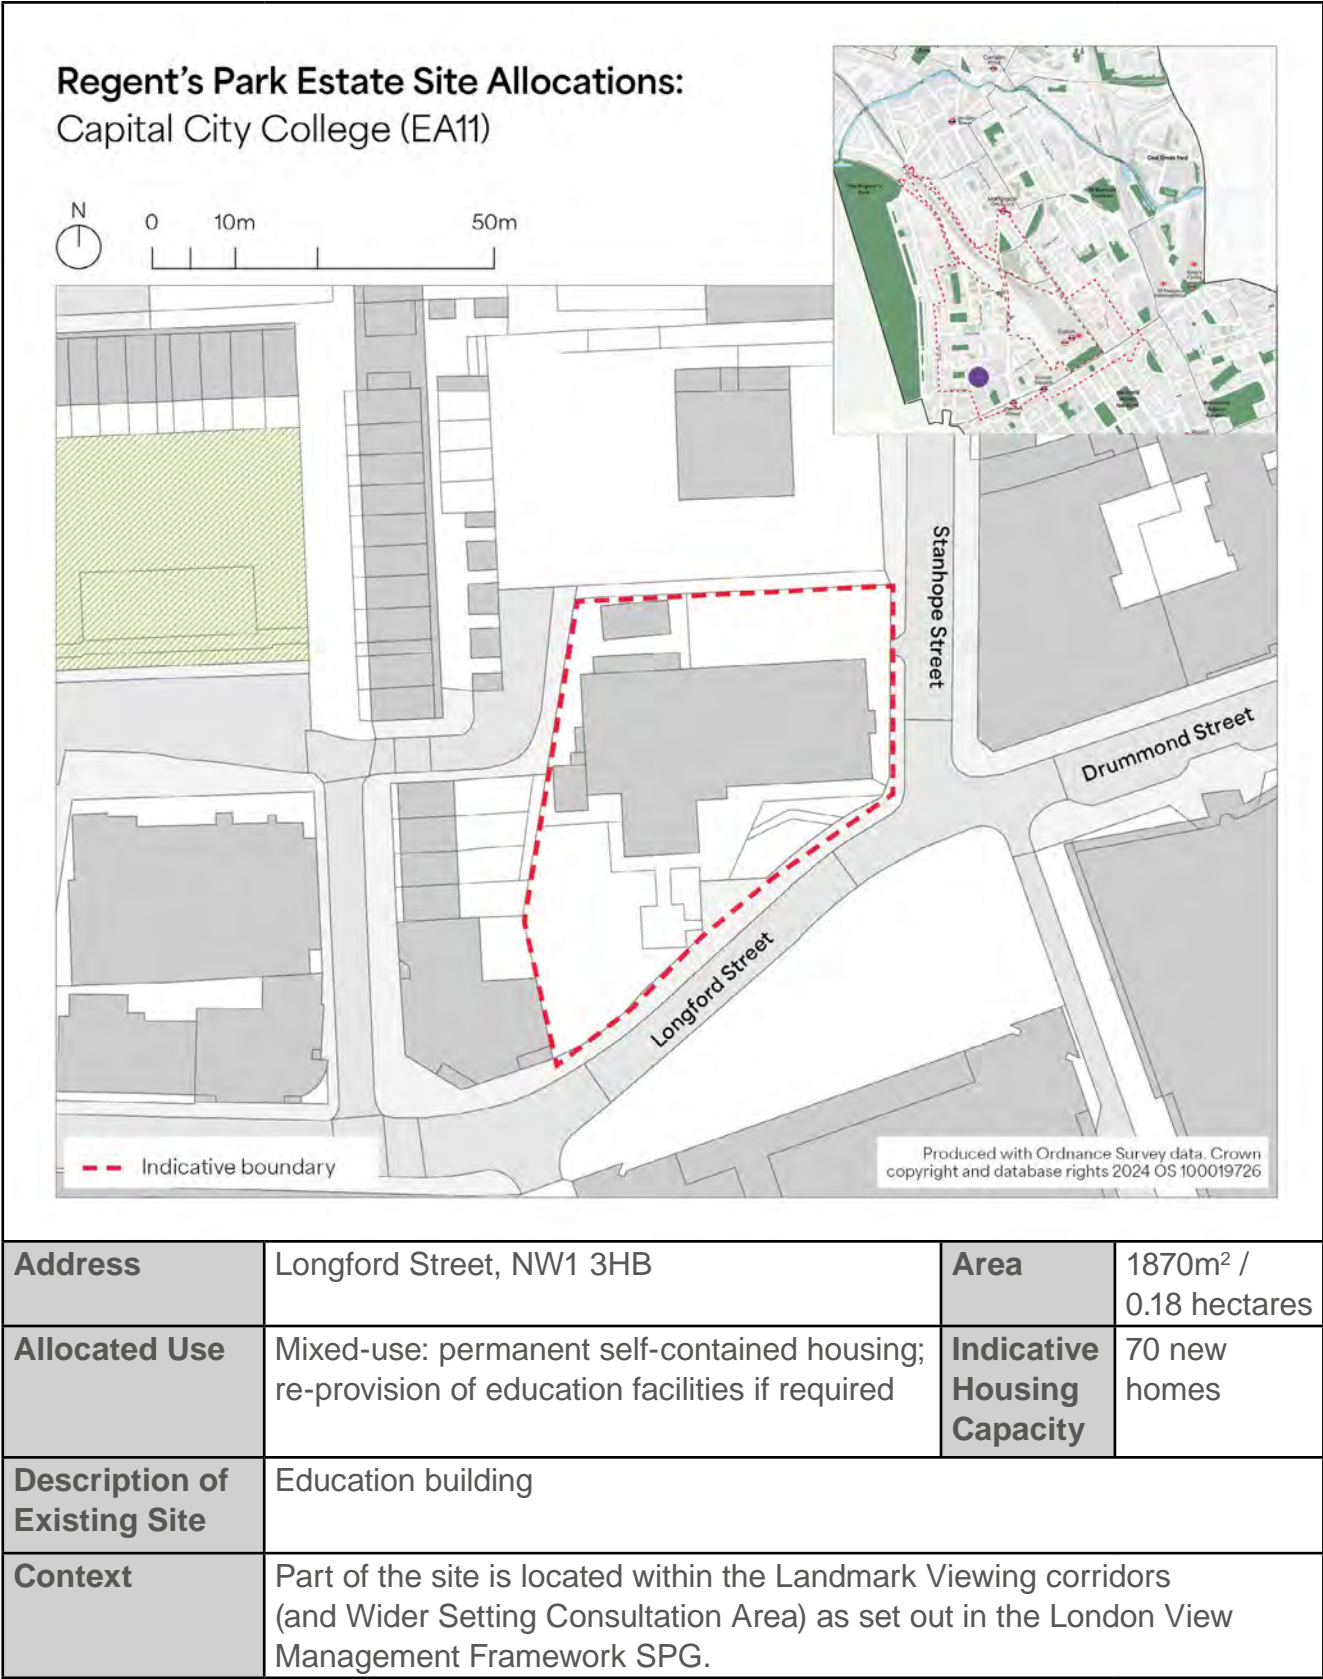 Regent's Park Estate Site Allocations:
Capital City College (EA11)
N
0 10m 50m
Stanhope Street
Drummond Street
Longford Street
Indicative boundary
Produced with Ordnance Survey data. Crown
copyright and database rights 2024 OS 100019726
Address
Longford Street, NW1 3HB
Area
1870m² /
0.18 hectares
Allocated Use
Mixed-use: permanent self-contained housing;
re-provision of education facilities if required
Indicative
Housing
Capacity
70 new
homes
Description of
Existing Site
Education building
Context
Part of the site is located within the Landmark Viewing corridors
(and Wider Setting Consultation Area) as set out in the London View
Management Framework SPG.